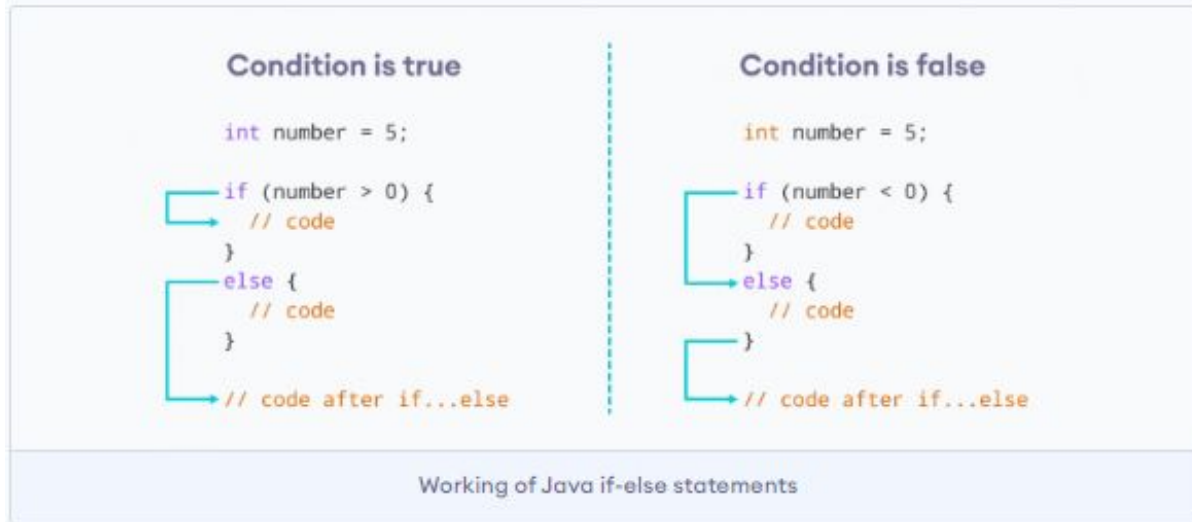 Condition is true
int number = 5;
if (number > 0) {
// code
}
else {
// code
}
// code after if...else
Condition is false
int number = 5;
if (number < 0) {
// code
}
else {
// code
}
// code after if...else
Working of Java if-else statements